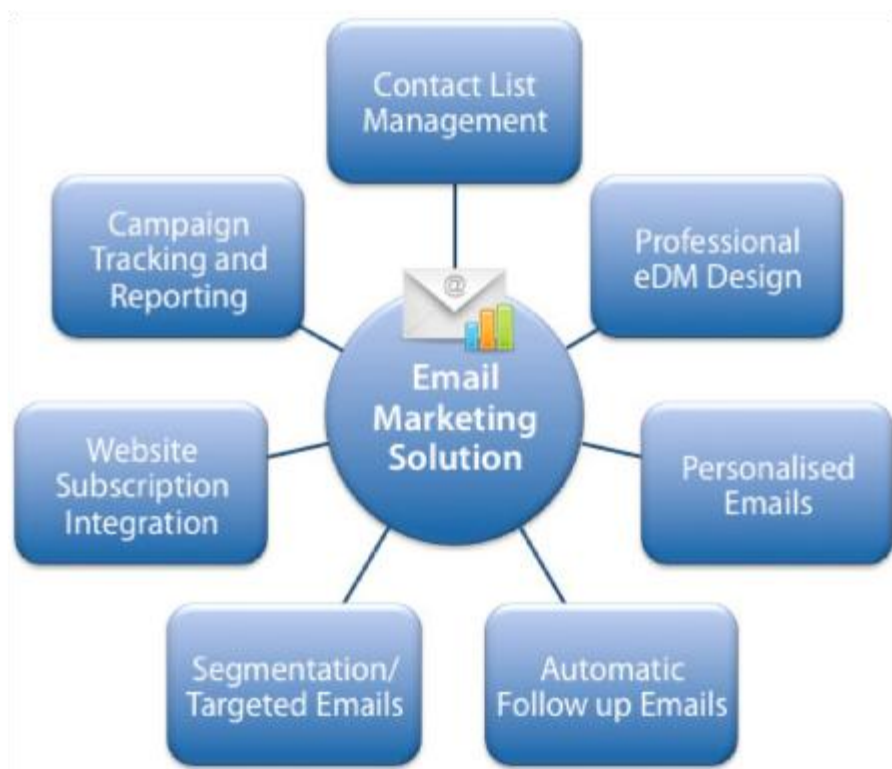 Contact List
Management
Professional
eDM Design
Personalised
Emails
Automatic
Follow up Emails
Segmentation/
Targeted Emails
Website
Subscription
Integration
Campaign
Tracking and
Reporting
@
Email
Marketing
Solution